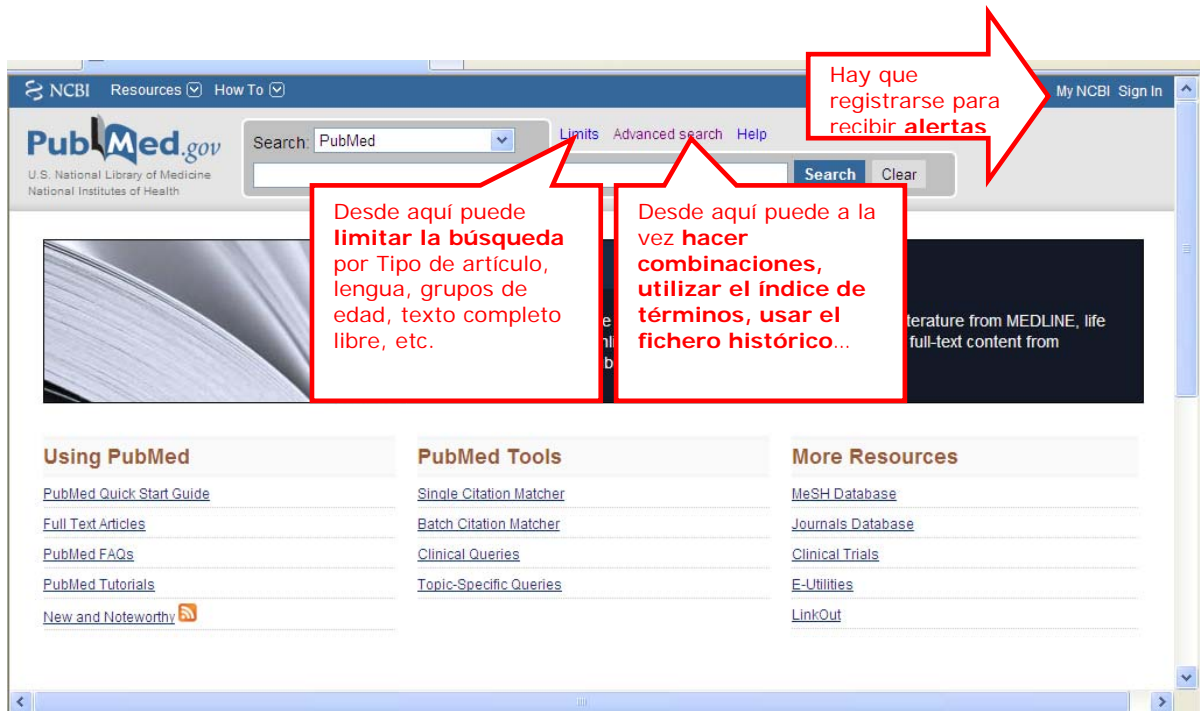 Hay que
registrarse para
recibir alertas
NCBI Resources How To
My NCBI Sign In
PubMed.gov
U.S. National Library of Medicine
National Institutes of Health
Search: PubMed
Limits Advanced search Help
Search Clear
Desde aquí puede
limitar la búsqueda
por Tipo de artículo,
lengua, grupos de
edad, texto completo
libre, etc.
Desde aquí puede a la
vez hacer
combinaciones,
utilizar el índice de
términos, usar el
fichero histórico...
terature from MEDLINE, life
full-text content from
Using PubMed
PubMed Quick Start Guide
Full Text Articles
PubMed FAQs
PubMed Tutorials
New and Noteworthy
PubMed Tools
Single Citation Matcher
Batch Citation Matcher
Clinical Queries
Topic-Specific Queries
More Resources
MeSH Database
Journals Database
Clinical Trials
E-Utilities
LinkOut